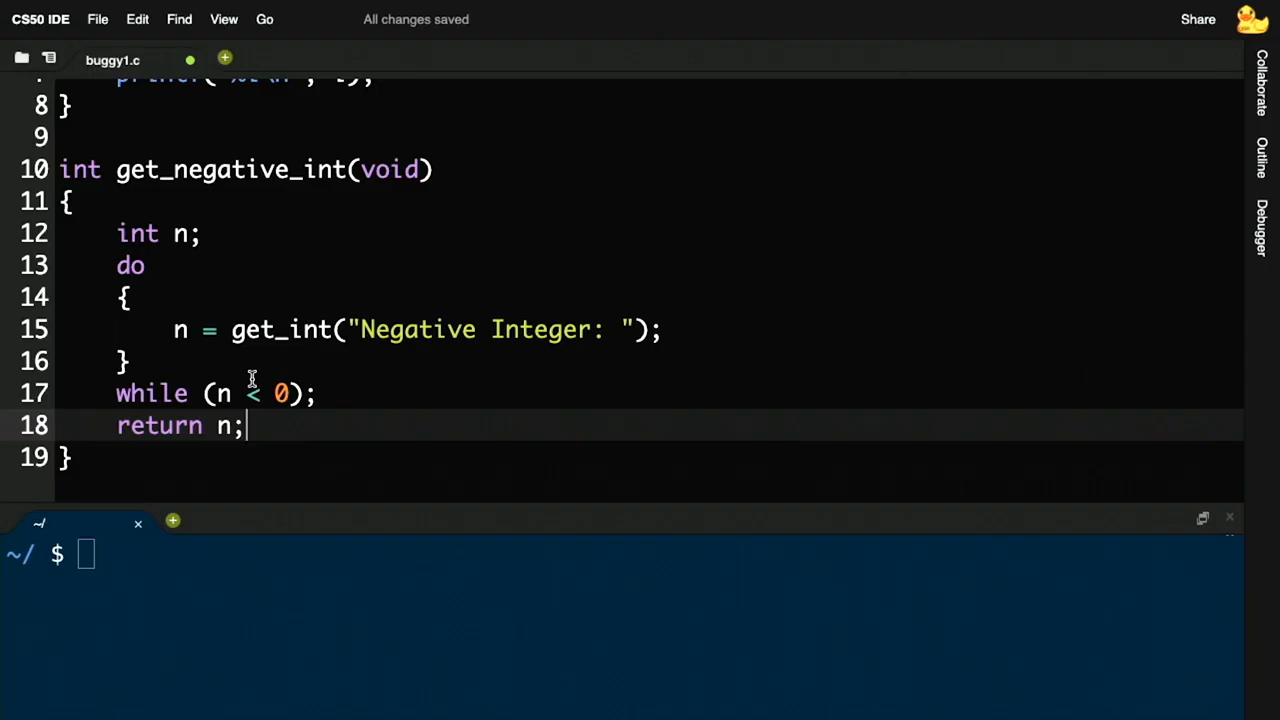 CS50 IDE File Edit Find View Go All changes saved Share
buggy1.c
8 }
9
10 int get_negative_int(void)
11 {
12 int n;
13 do
14 {
15 n = get_int("Negative Integer: ");
16 }
17 while (n < 0);
18 return n;
19 }
~/
~/ $
Collaborate
Outline
Debugger